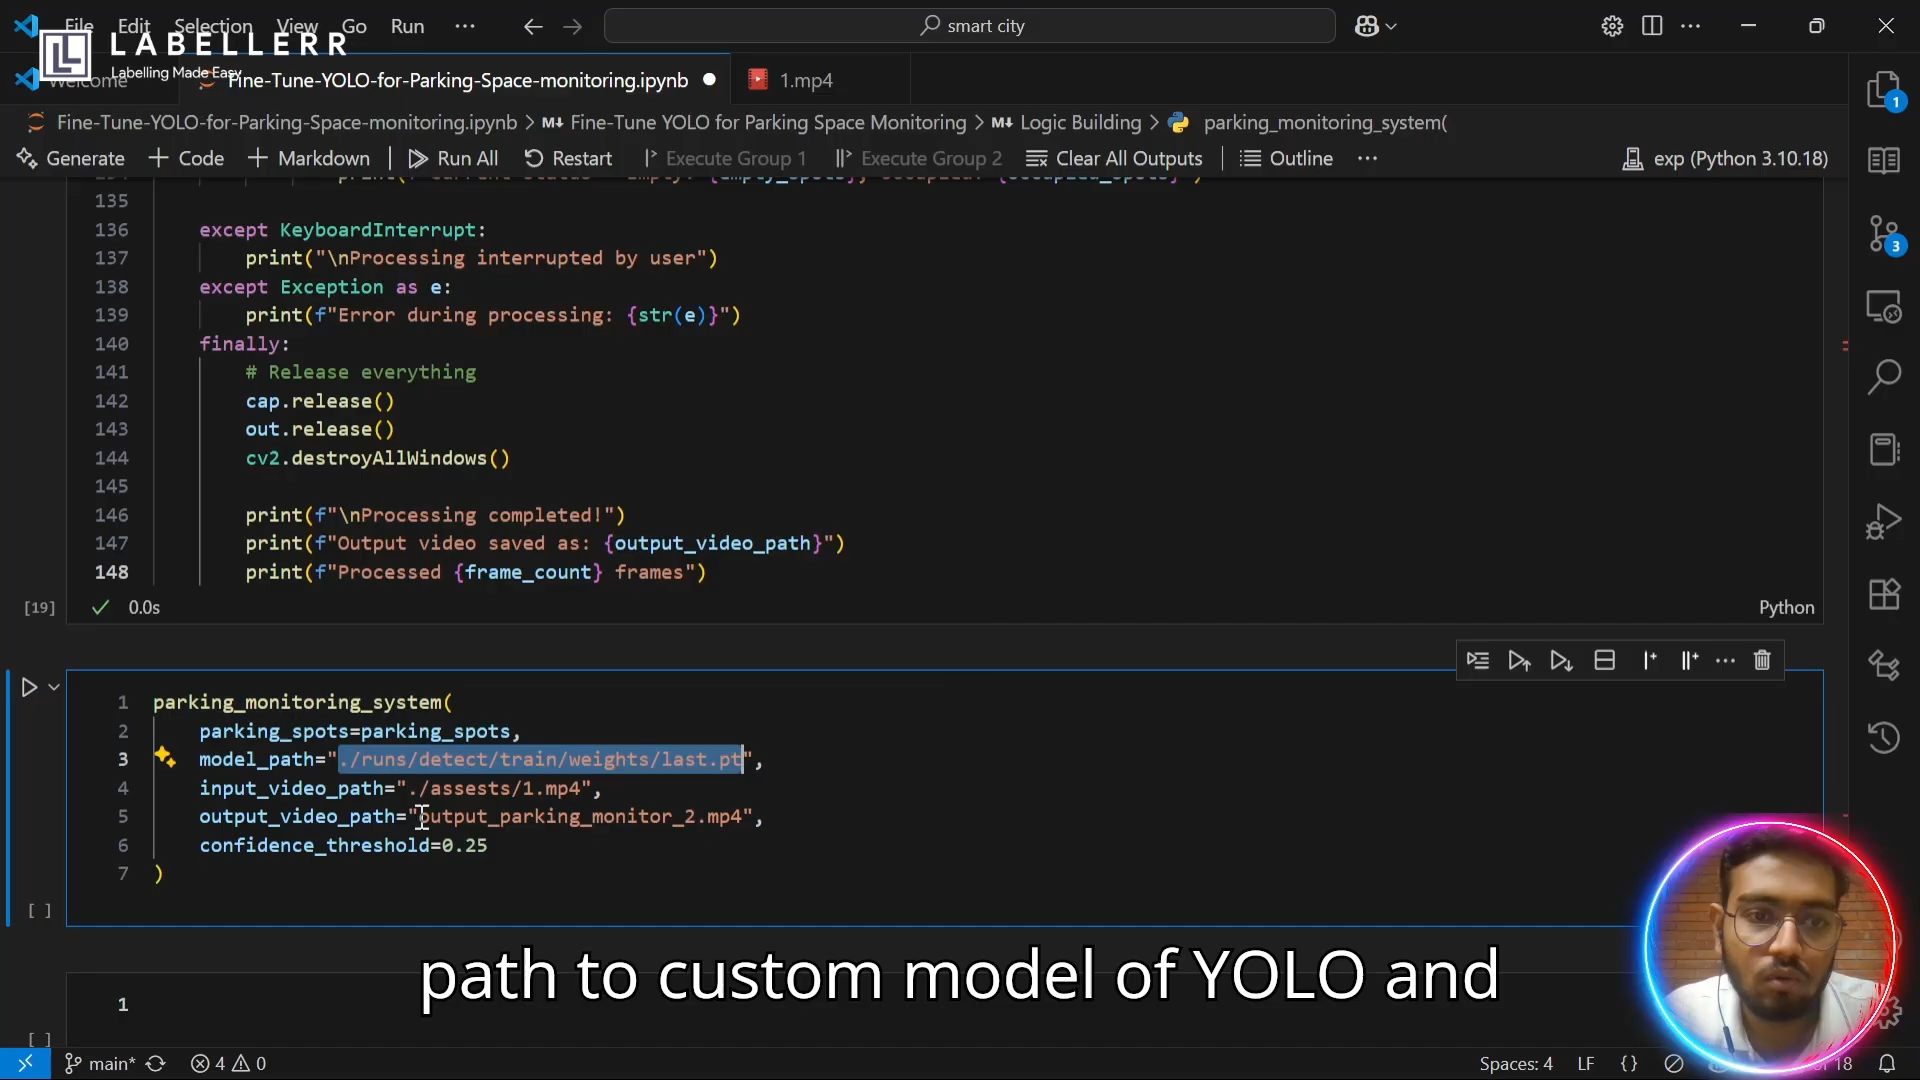 File Edit Selection View Go Run ··· smart city
LABELLERR
Labelling Made Easy
Welcome Fine-Tune-YOLO-for-Parking-Space-monitoring.ipynb 1.mp4
Fine-Tune-YOLO-for-Parking-Space-monitoring.ipynb > M↓ Fine-Tune YOLO for Parking Space Monitoring > M↓ Logic Building > parking_monitoring_system(
Generate + Code + Markdown | Run All Restart Execute Group 1 Execute Group 2 Clear All Outputs | Outline ··· exp (Python 3.10.18)
135
136 except KeyboardInterrupt:
137 print("\nProcessing interrupted by user")
138 except Exception as e:
139 print(f"Error during processing: {str(e)}")
140 finally:
141 # Release everything
142 cap.release()
143 out.release()
144 cv2.destroyAllWindows()
145
146 print(f"\nProcessing completed!")
147 print(f"Output video saved as: {output_video_path}")
148 print(f"Processed {frame_count} frames")
[19] 0.0s Python
1 parking_monitoring_system(
2 parking_spots=parking_spots,
3 model_path="./runs/detect/train/weights/last.pt",
4 input_video_path="./assests/1.mp4",
5 output_video_path="output_parking_monitor_2.mp4",
6 confidence_threshold=0.25
7 )
[ ]
path to custom model of YOLO and
1
[ ]
main* 4 0 Spaces: 4 LF {} 18
1
3